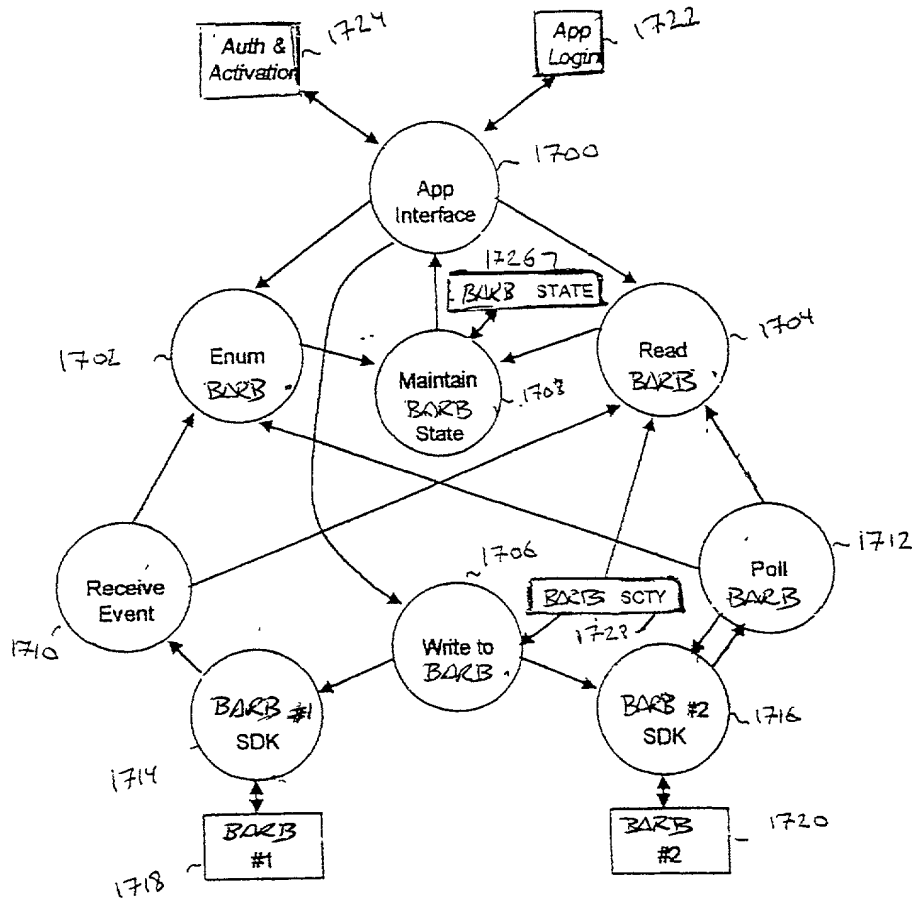 1724
Auth &
Activation
1722
App
Login
1700
App
Interface
1726
BARB STATE
1702
Enum
BARB
1704
Read
BARB
1708
Maintain
BARB
State
1712
Poll
BARB
1706
Receive
Event
1710
BARB SCTY
1728
Write to
BARB
BARB #1
SDK
1714
BARB #2
SDK
1716
BARB
#1
1718
BARB
#2
1720